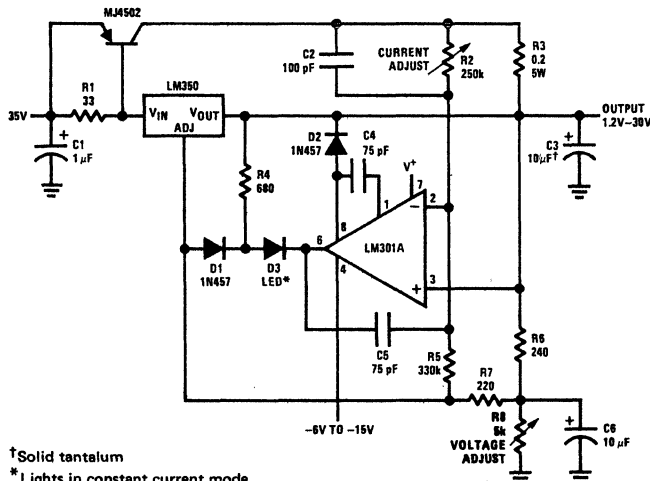 MJ4502
C2
100 pF
CURRENT
ADJUST
R2
250k
R3
0.2
5W
R1
33
LM350
35V
VIN
VOUT
ADJ
OUTPUT
1.2V–30V
C1
1 μF
+
D2
1N457
C4
75 pF
V+
7
C3
10 μF†
+
R4
680
8
1
−
2
6
LM301A
4
+
3
D1
1N457
D3
LED*
C5
75 pF
R5
330k
R6
240
R7
220
−6V TO −15V
R8
5k
VOLTAGE
ADJUST
+
C6
10 μF
†Solid tantalum
*Lights in constant current mode